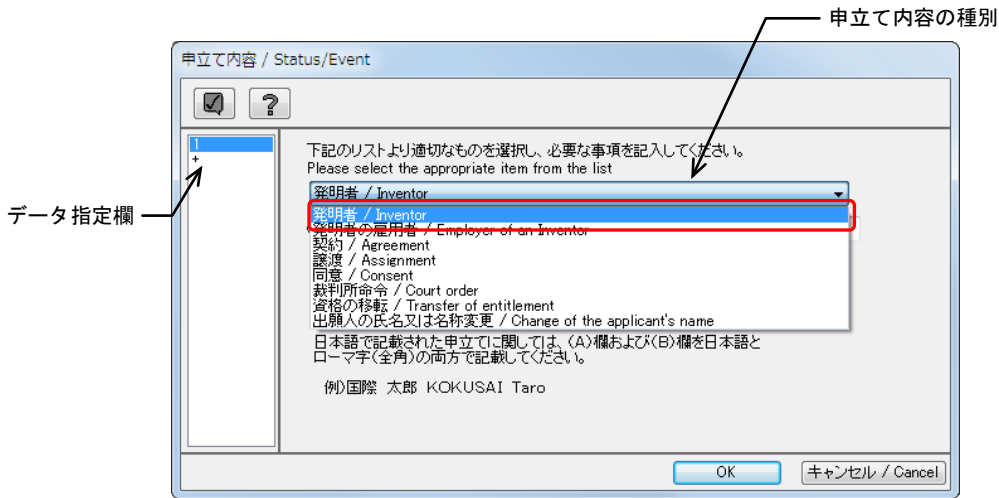 申立て内容の種別
申立て内容 / Status/Event
1
+
データ指定欄
下記のリストより適切なものを選択し、必要な事項を記入してください。
Please select the appropriate item from the list
発明者 / Inventor
発明者 / Inventor
発明者の雇用者 / Employer of an Inventor
契約 / Agreement
譲渡 / Assignment
同意 / Consent
裁判所命令 / Court order
資格の移転 / Transfer of entitlement
出願人の氏名又は名称変更 / Change of the applicant's name
日本語で記載された申立てに関しては、(A)欄および(B)欄を日本語と
ローマ字(全角)の両方で記載してください。
例)国際 太郎 KOKUSAI Taro
OK
キャンセル / Cancel